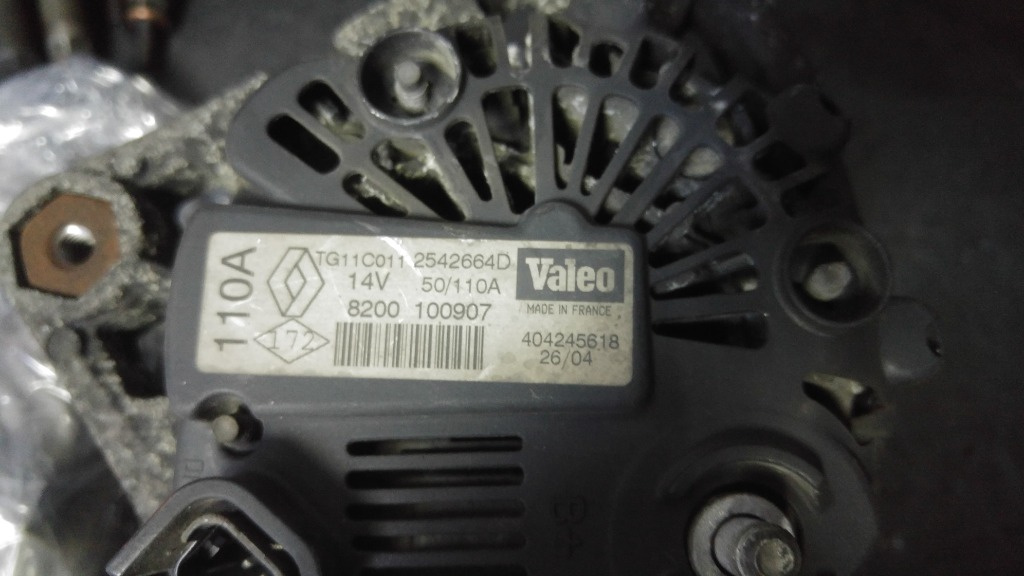 110A
TG11C011 2542664D
14V 50/110A
8200 100907
172
Valeo
MADE IN FRANCE
404245618
26/04